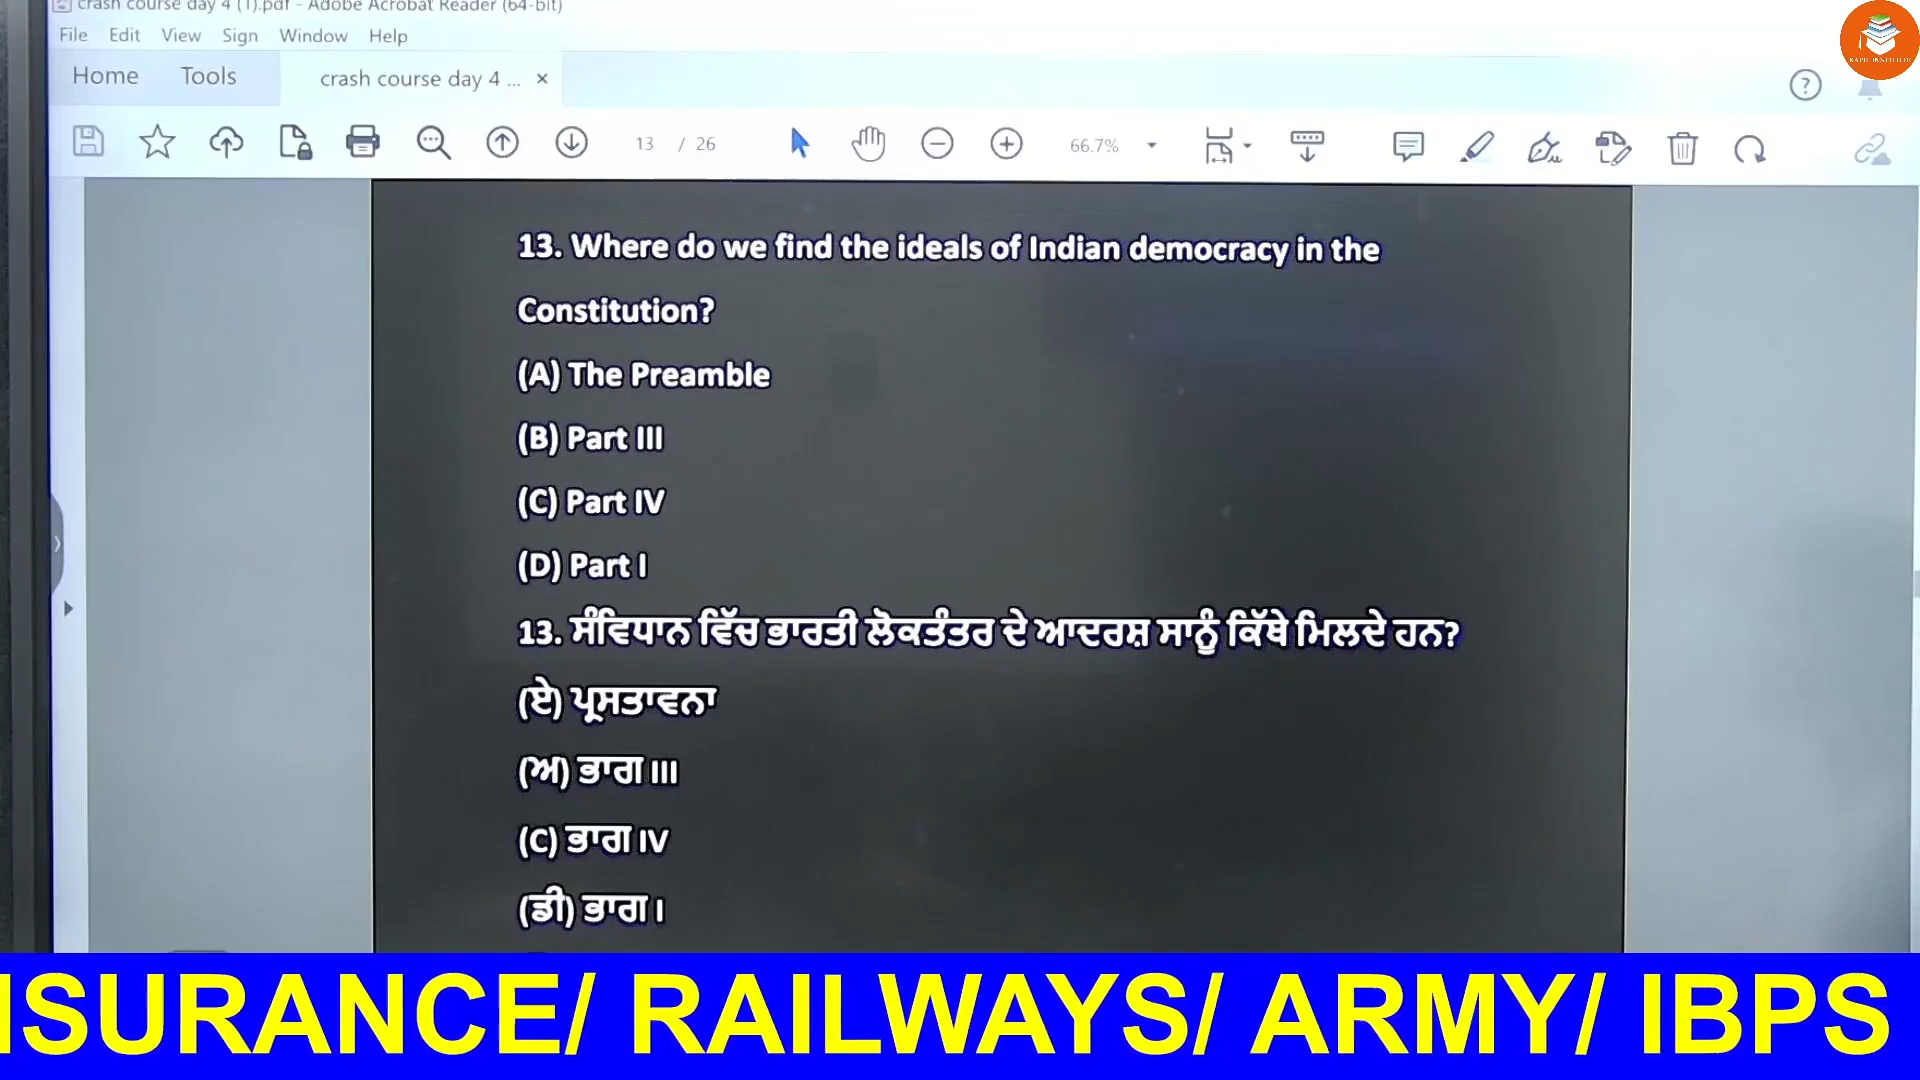 crash course day 4 (1).pdf - Adobe Acrobat Reader (64-bit)
File Edit View Sign Window Help
Home Tools crash course day 4 ... ×
13 / 26 66.7%
13. Where do we find the ideals of Indian democracy in the
Constitution?
(A) The Preamble
(B) Part III
(C) Part IV
(D) Part I
13. ਸੰਵਿਧਾਨ ਵਿੱਚ ਭਾਰਤੀ ਲੋਕਤੰਤਰ ਦੇ ਆਦਰਸ਼ ਸਾਨੂੰ ਕਿੱਥੇ ਮਿਲਦੇ ਹਨ?
(ਏ) ਪ੍ਰਸਤਾਵਨਾ
(ਅ) ਭਾਗ III
(C) ਭਾਗ IV
(ਡੀ) ਭਾਗ I
NSURANCE/ RAILWAYS/ ARMY/ IBPS